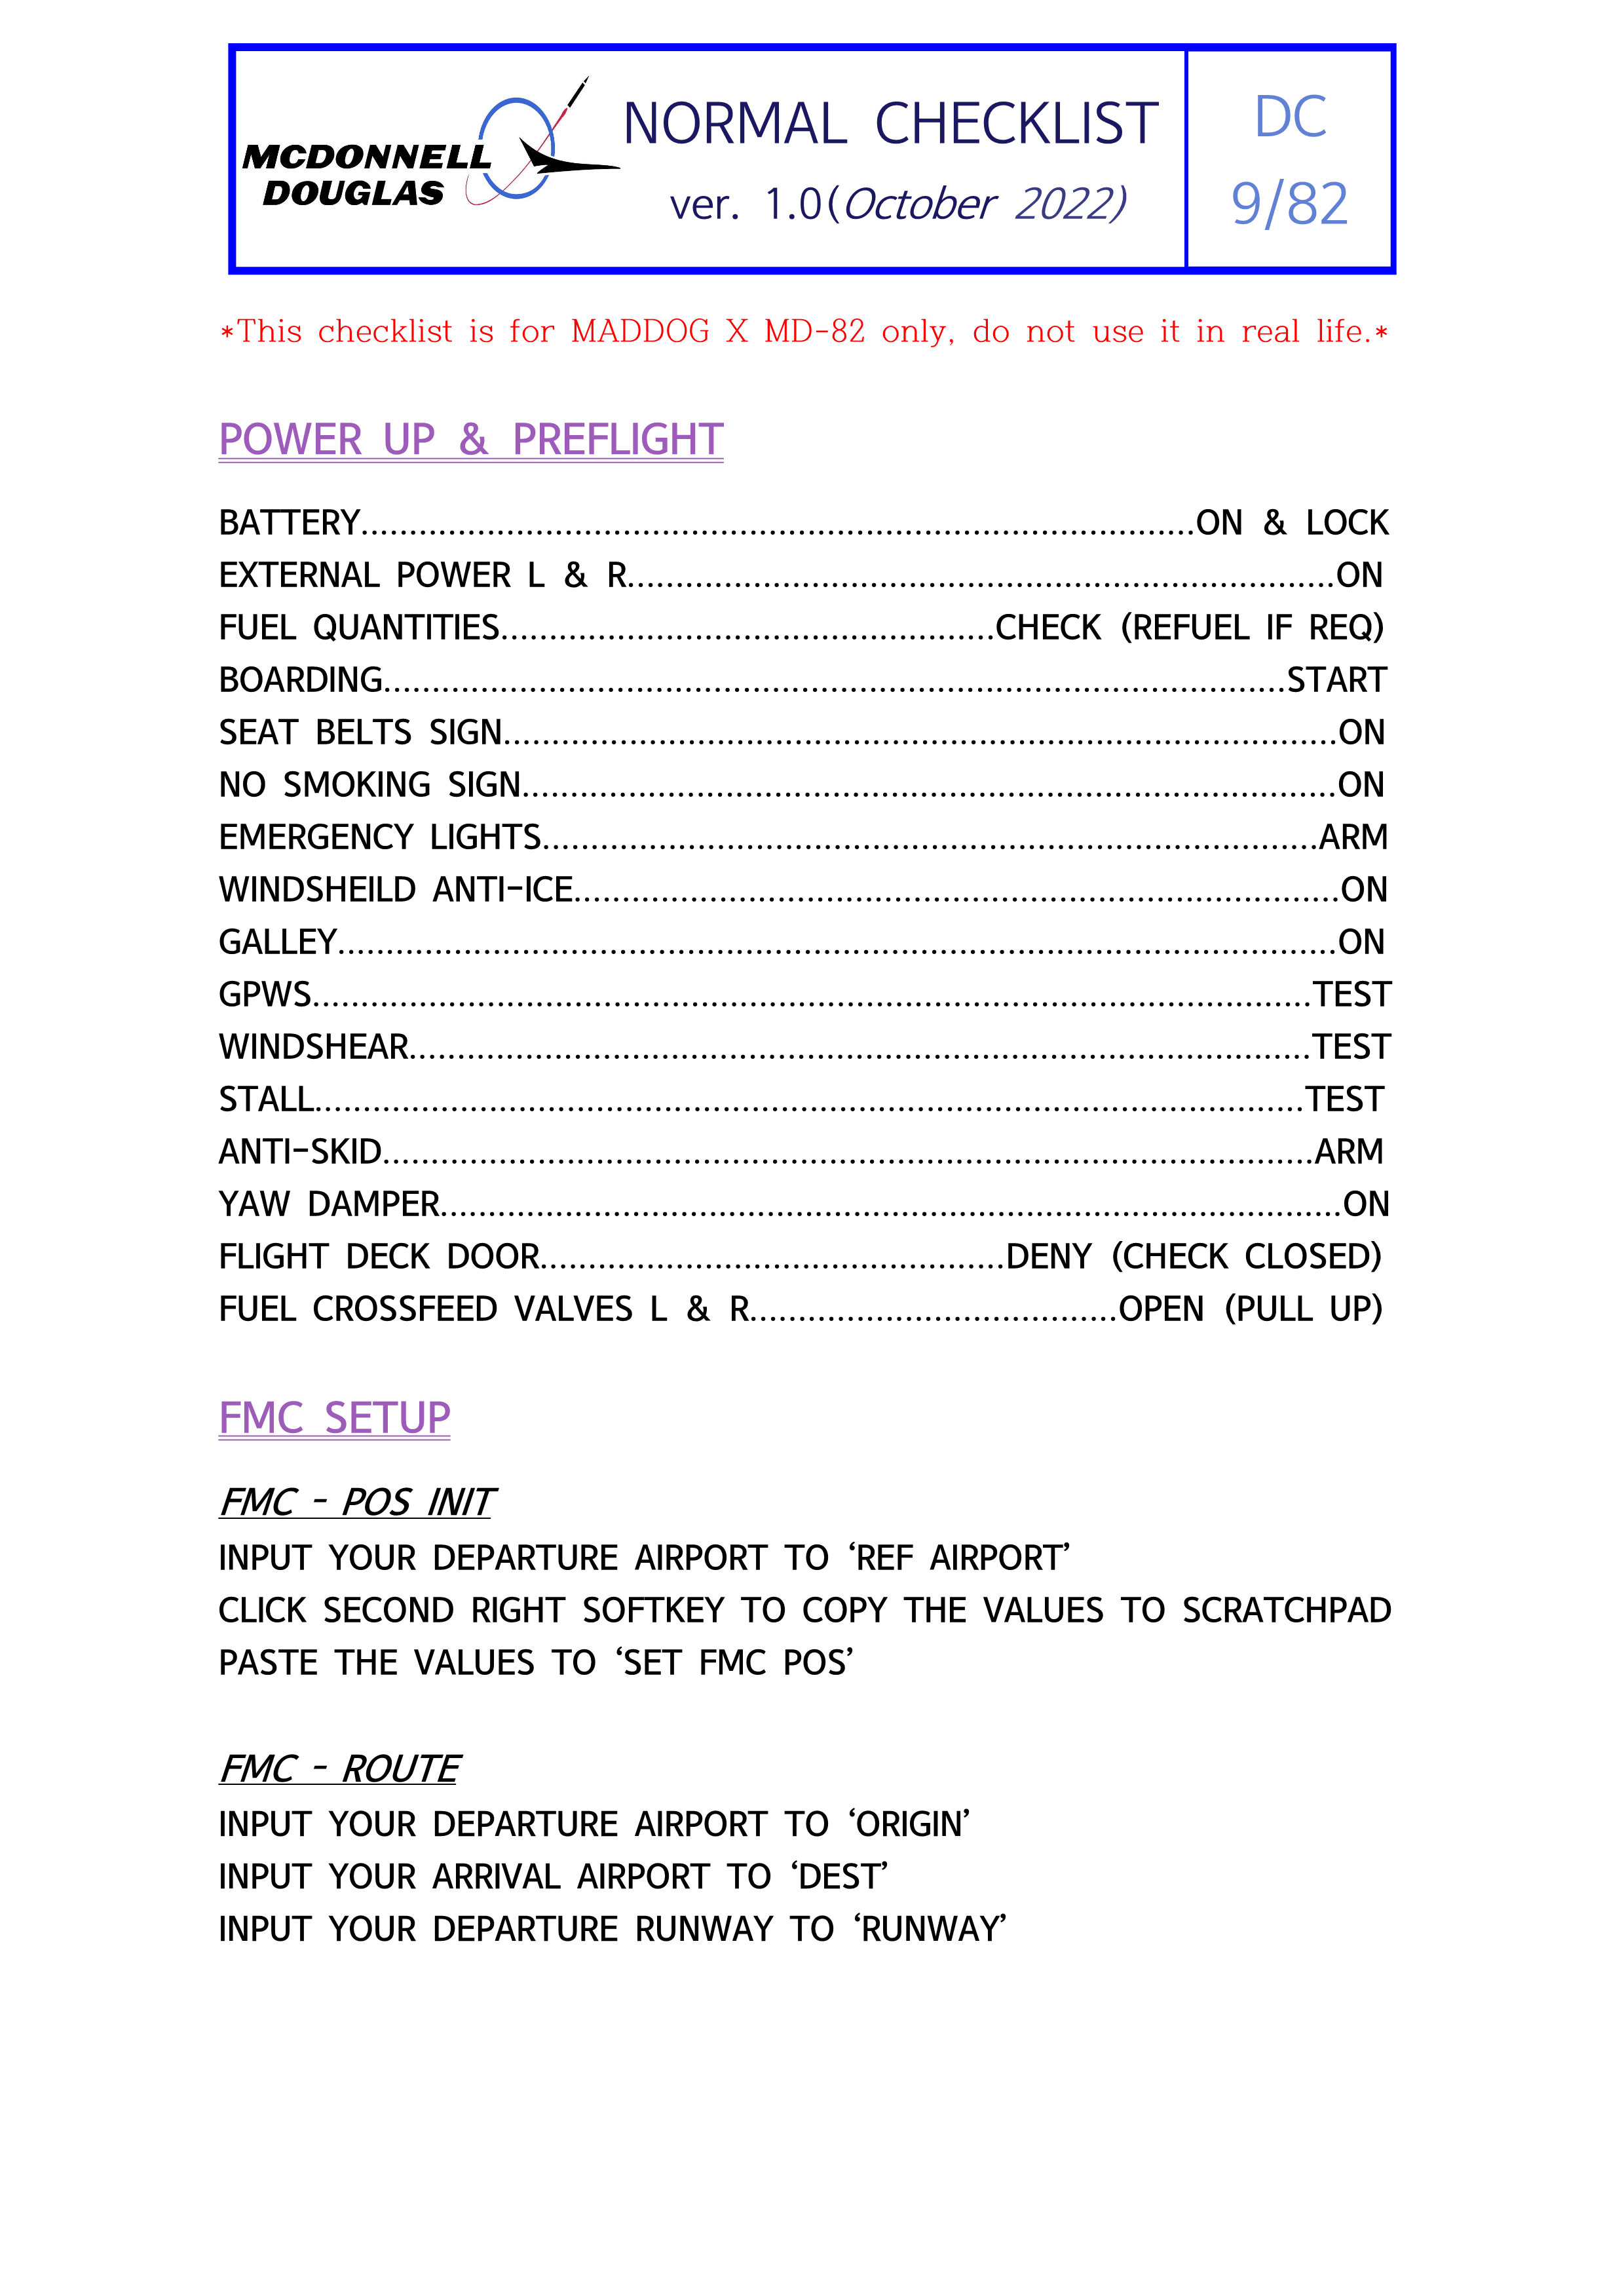 MCDONNELL
DOUGLAS
NORMAL CHECKLIST
ver. 1.0(October 2022)
DC
9/82
*This checklist is for MADDOG X MD-82 only, do not use it in real life.*
POWER UP & PREFLIGHT
BATTERY......................................................................................ON & LOCK
EXTERNAL POWER L & R.........................................................................ON
FUEL QUANTITIES...................................................CHECK (REFUEL IF REQ)
BOARDING.............................................................................................START
SEAT BELTS SIGN......................................................................................ON
NO SMOKING SIGN....................................................................................ON
EMERGENCY LIGHTS................................................................................ARM
WINDSHEILD ANTI-ICE...............................................................................ON
GALLEY.......................................................................................................ON
GPWS.......................................................................................................TEST
WINDSHEAR.............................................................................................TEST
STALL......................................................................................................TEST
ANTI-SKID................................................................................................ARM
YAW DAMPER.............................................................................................ON
FLIGHT DECK DOOR................................................DENY (CHECK CLOSED)
FUEL CROSSFEED VALVES L & R......................................OPEN (PULL UP)
FMC SETUP
FMC - POS INIT
INPUT YOUR DEPARTURE AIRPORT TO ‘REF AIRPORT’
CLICK SECOND RIGHT SOFTKEY TO COPY THE VALUES TO SCRATCHPAD
PASTE THE VALUES TO ‘SET FMC POS’
FMC - ROUTE
INPUT YOUR DEPARTURE AIRPORT TO ‘ORIGIN’
INPUT YOUR ARRIVAL AIRPORT TO ‘DEST’
INPUT YOUR DEPARTURE RUNWAY TO ‘RUNWAY’